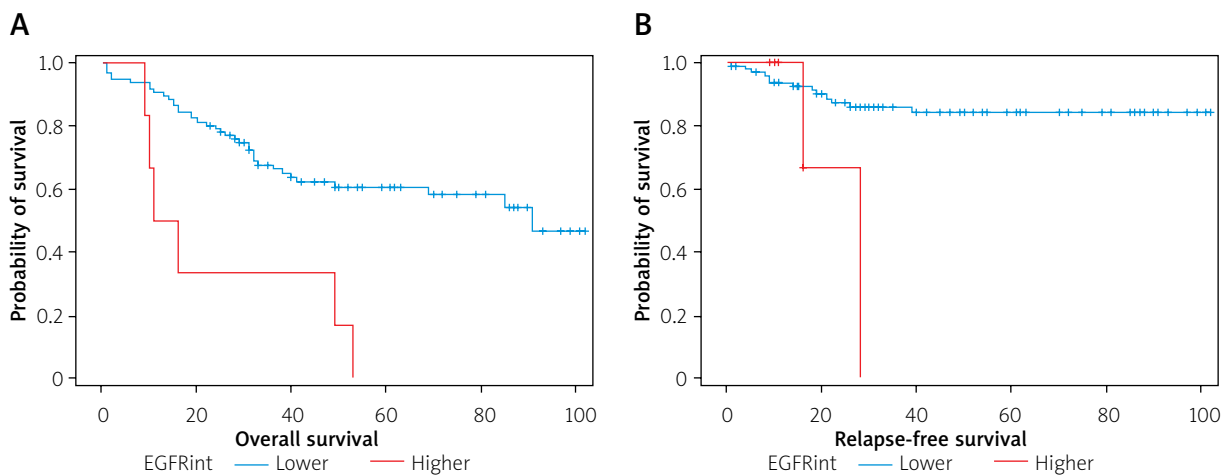 A
Probability of survival
1.0
0.8
0.6
0.4
0.2
0
0 20 40 60 80 100
Overall survival
EGFRint Lower Higher
B
Probability of survival
1.0
0.8
0.6
0.4
0.2
0
0 20 40 60 80 100
Relapse-free survival
EGFRint Lower Higher